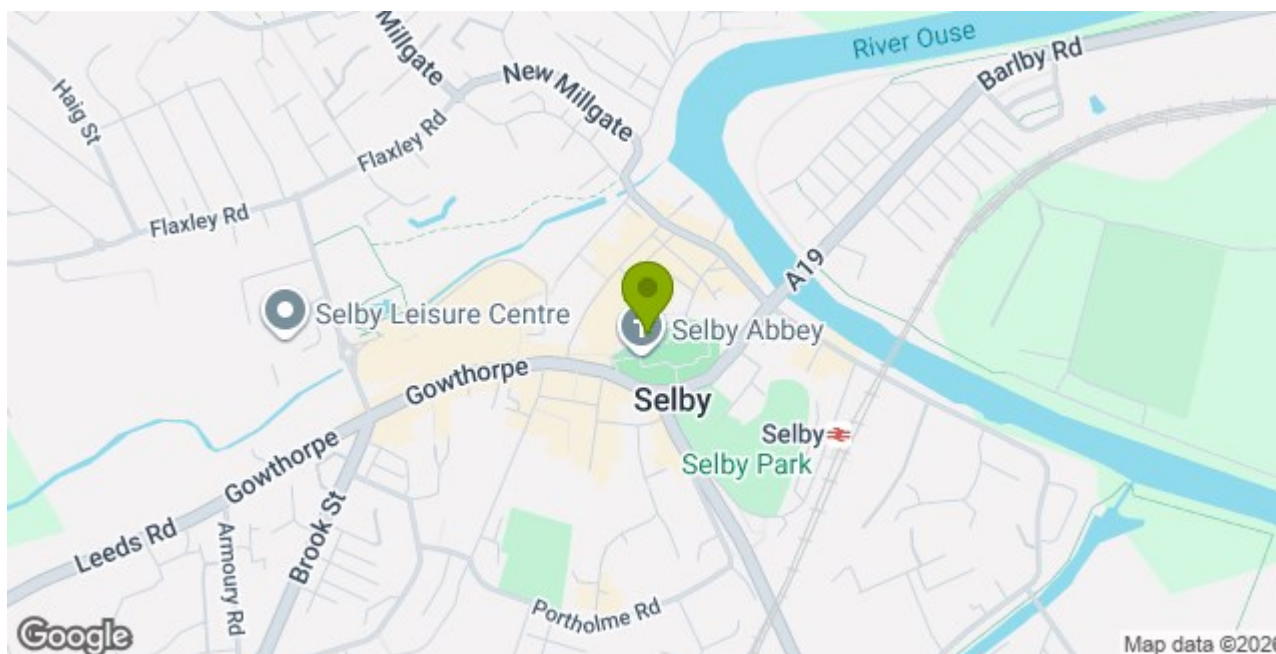 River Ouse
Barlby Rd
Millgate
New Millgate
Haig St
Flaxley Rd
Flaxley Rd
A19
Selby Leisure Centre
Selby Abbey
Gowthorpe
Selby
Selby
Selby Park
Gowthorpe
Brook St
Leeds Rd
Armoury Rd
Portholme Rd
Google
Map data ©2026